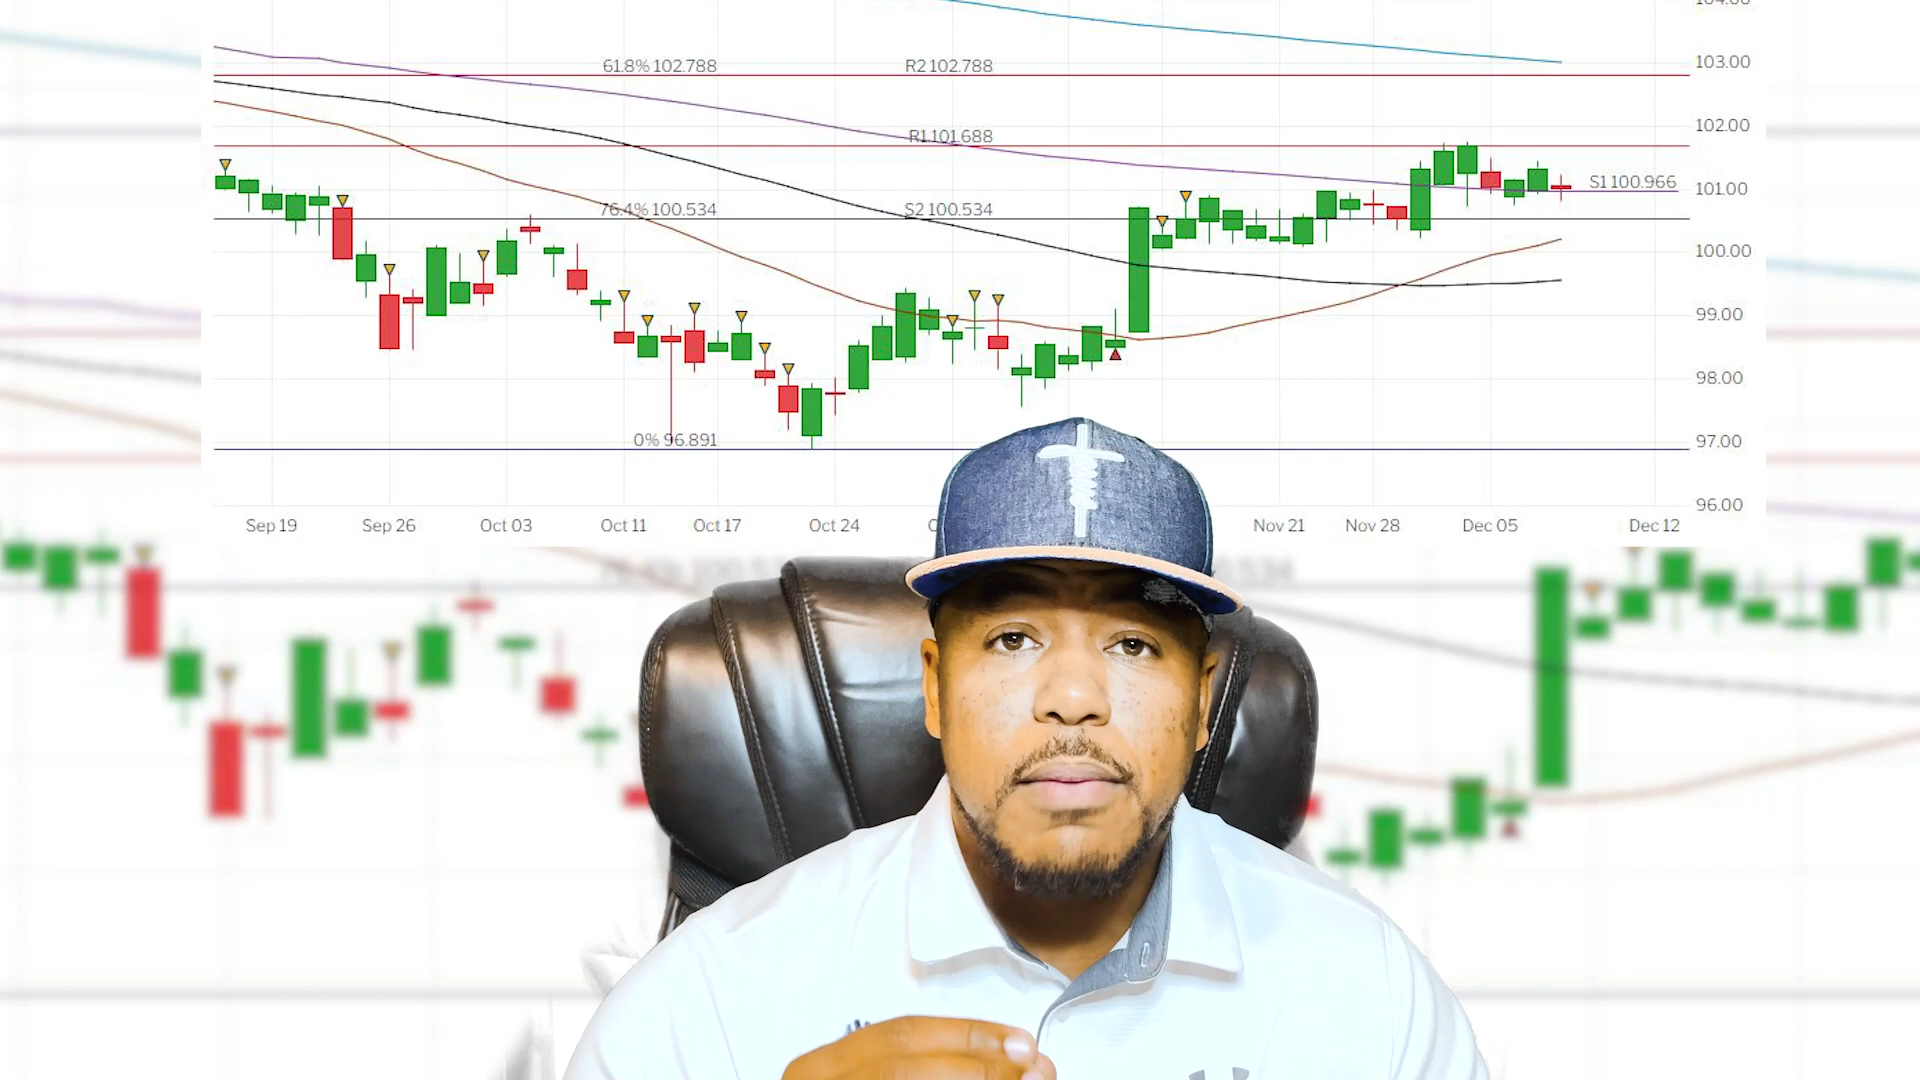 104.00
61.8% 102.788
R2 102.788
103.00
R1 101.688
102.00
S1 100.966
101.00
76.4% 100.534
S2 100.534
100.00
99.00
98.00
0% 96.891
97.00
96.00
Sep 19
Sep 26
Oct 03
Oct 11
Oct 17
Oct 24
Nov 21
Nov 28
Dec 05
Dec 12